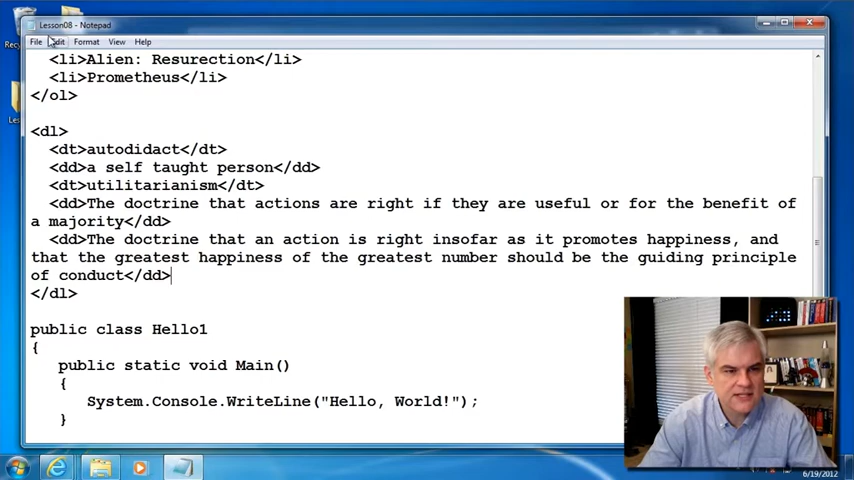 Lesson08 - Notepad
File Edit Format View Help
<li>Alien: Resurection</li>
<li>Prometheus</li>
</ol>
<dl>
<dt>autodidact</dt>
<dd>a self taught person</dd>
<dt>utilitarianism</dt>
<dd>The doctrine that actions are right if they are useful or for the benefit of
a majority</dd>
<dd>The doctrine that an action is right insofar as it promotes happiness, and
that the greatest happiness of the greatest number should be the guiding principle
of conduct</dd>
</dl>
public class Hello1
{
public static void Main()
{
System.Console.WriteLine("Hello, World!");
}
6/19/2012